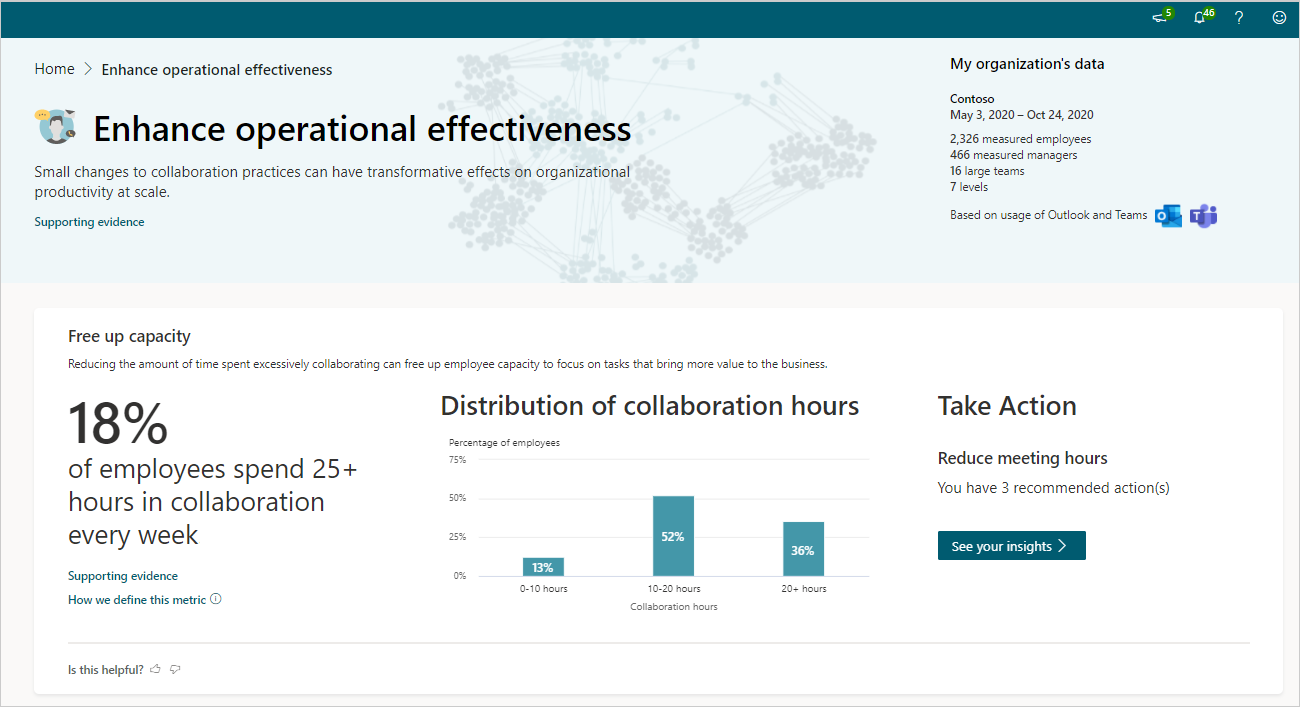 5
46
?
Home > Enhance operational effectiveness
Enhance operational effectiveness
Small changes to collaboration practices can have transformative effects on organizational
productivity at scale.
Supporting evidence
My organization's data
Contoso
May 3, 2020 – Oct 24, 2020
2,326 measured employees
466 measured managers
16 large teams
7 levels
Based on usage of Outlook and Teams
Free up capacity
Reducing the amount of time spent excessively collaborating can free up employee capacity to focus on tasks that bring more value to the business.
18%
of employees spend 25+
hours in collaboration
every week
Supporting evidence
How we define this metric
Distribution of collaboration hours
Percentage of employees
75%
50%
25%
0%
13%
52%
36%
0-10 hours
10-20 hours
20+ hours
Collaboration hours
Take Action
Reduce meeting hours
You have 3 recommended action(s)
See your insights >
Is this helpful?